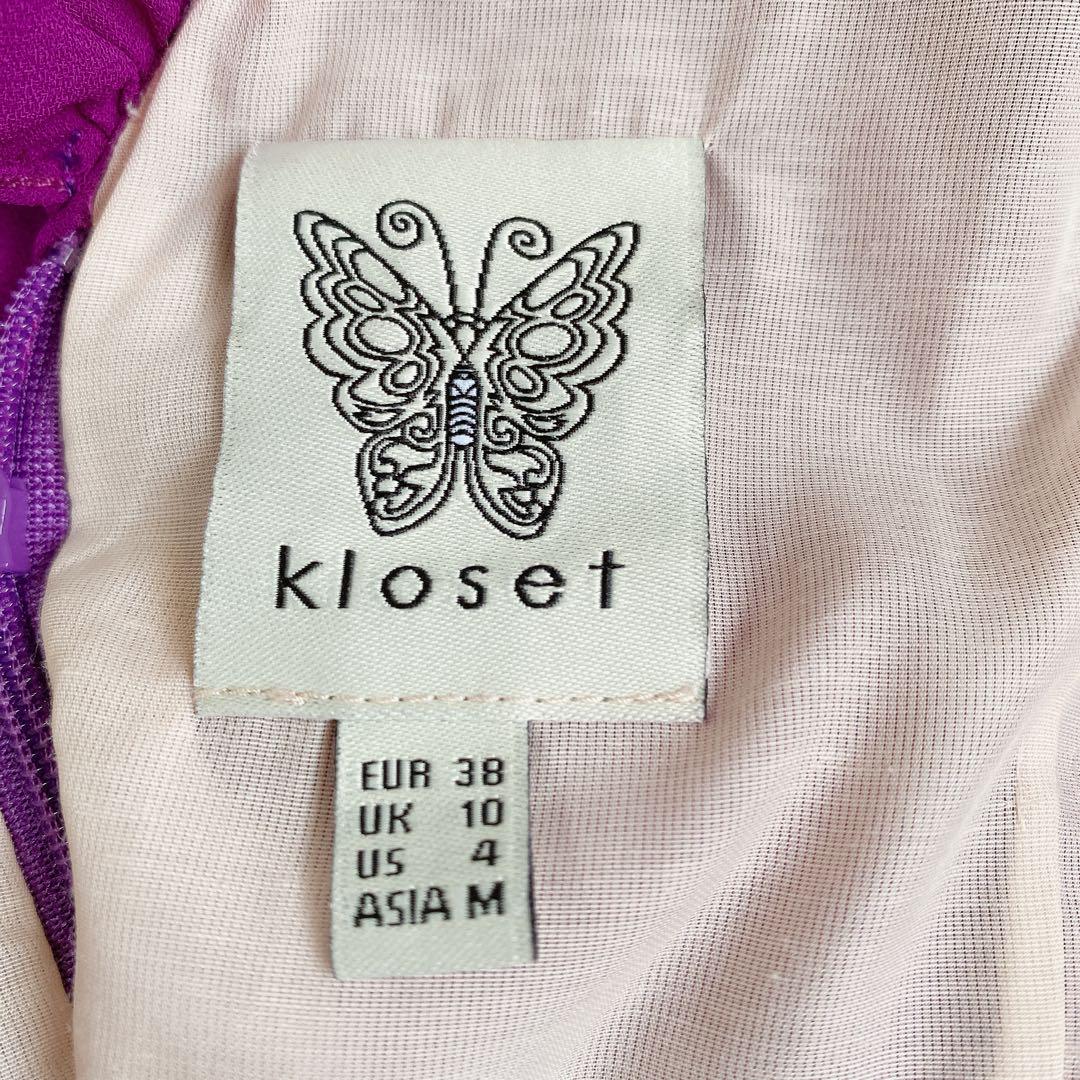 kloset
EUR 38
UK 10
US 4
ASIA M